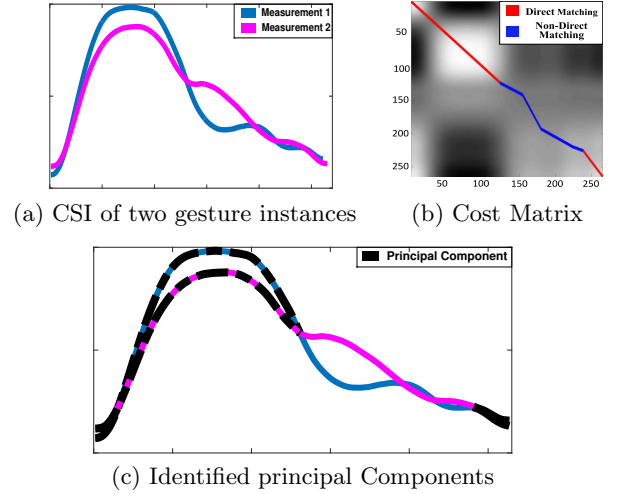 Measurement 1
Measurement 2
(a) CSI of two gesture instances
Direct Matching
Non-Direct
Matching
50
100
150
200
250
50 100 150 200 250
(b) Cost Matrix
Principal Component
(c) Identified principal Components